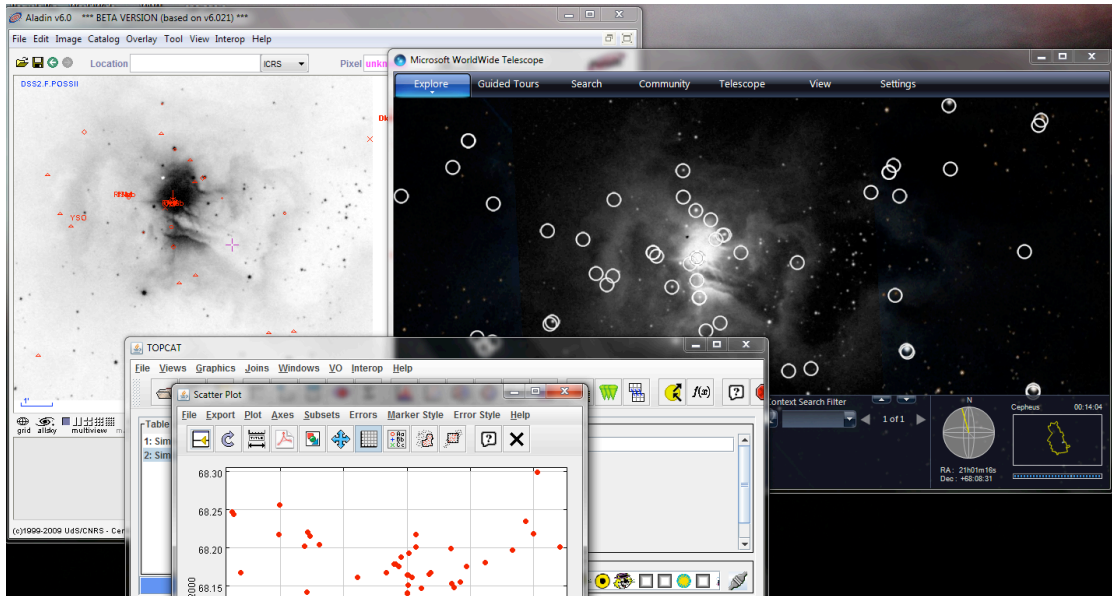 Aladin v6.0 *** BETA VERSION (based on v6.021) ***
File Edit Image Catalog Overlay Tool View Interop Help
Location ICRS Pixel unkn
DSS2.F.POSSII
YSO
1'
grid allsky multiview
(c)1999-2009 UdS/CNRS - Cen
Microsoft WorldWide Telescope
Explore Guided Tours Search Community Telescope View Settings
ontext Search Filter
1 of 1
Cepheus 00:14:04
N
RA : 21h01m16s
Dec : +68:08:31
TOPCAT
File Views Graphics Joins Windows VO Interop Help
f(x)
Table
1: Sim
2: Sim
Scatter Plot
File Export Plot Axes Subsets Errors Marker Style Error Style Help
68.30
68.25
68.20
68.15
2000